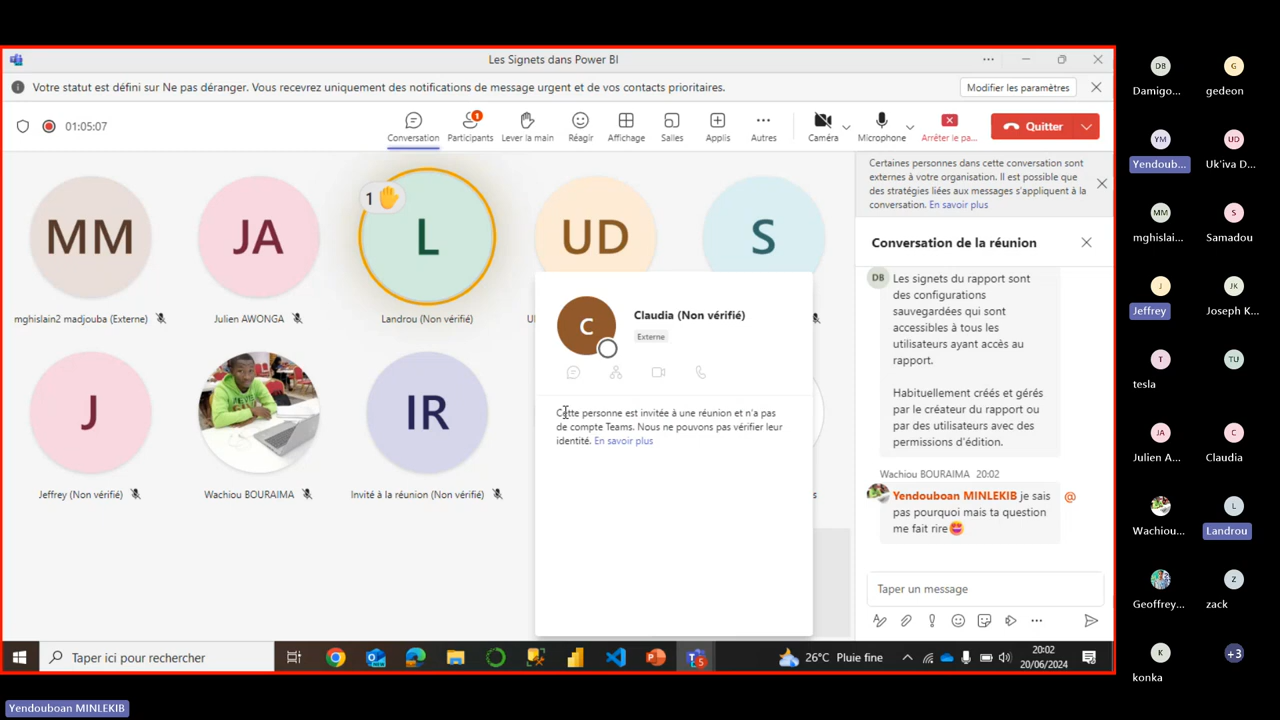 Les Signets dans Power BI
Votre statut est défini sur Ne pas déranger. Vous recevrez uniquement des notifications de message urgent et de vos contacts prioritaires.
Modifier les paramètres
01:05:07
Conversation
1
Participants
Lever la main
Réagir
Affichage
Salles
Applis
Autres
Caméra
Microphone
Arrêter le pa...
Quitter
MM
mghislain2 madjouba (Externe)
JA
Julien AWONGA
1
L
Landrou (Non vérifié)
UD
S
J
Jeffrey (Non vérifié)
Wachiou BOURAIMA
IR
Invité à la réunion (Non vérifié)
C
Claudia (Non vérifié)
Externe
Cette personne est invitée à une réunion et n'a pas
de compte Teams. Nous ne pouvons pas vérifier leur
identité. En savoir plus
Certaines personnes dans cette conversation sont
externes à votre organisation. Il est possible que
des stratégies liées aux messages s'appliquent à la
conversation. En savoir plus
Conversation de la réunion
DB
Les signets du rapport sont
des configurations
sauvegardées qui sont
accessibles à tous les
utilisateurs ayant accès au
rapport.
Habituellement créés et gérés
par le créateur du rapport ou
par des utilisateurs avec des
permissions d'édition.
Wachiou BOURAIMA 20:02
Yendouboan MINLEKIB je sais
pas pourquoi mais ta question
me fait rire
@
Taper un message
Taper ici pour rechercher
5
26°C Pluie fine
20:02
20/06/2024
DB
Damigo...
G
gedeon
YM
Yendoub...
UD
Uk'iva D...
MM
mghislai...
S
Samadou
J
Jeffrey
JK
Joseph K...
T
tesla
TU
JA
Julien A...
C
Claudia
Wachiou...
L
Landrou
Geoffrey...
Z
zack
K
konka
+3
Yendouboan MINLEKIB